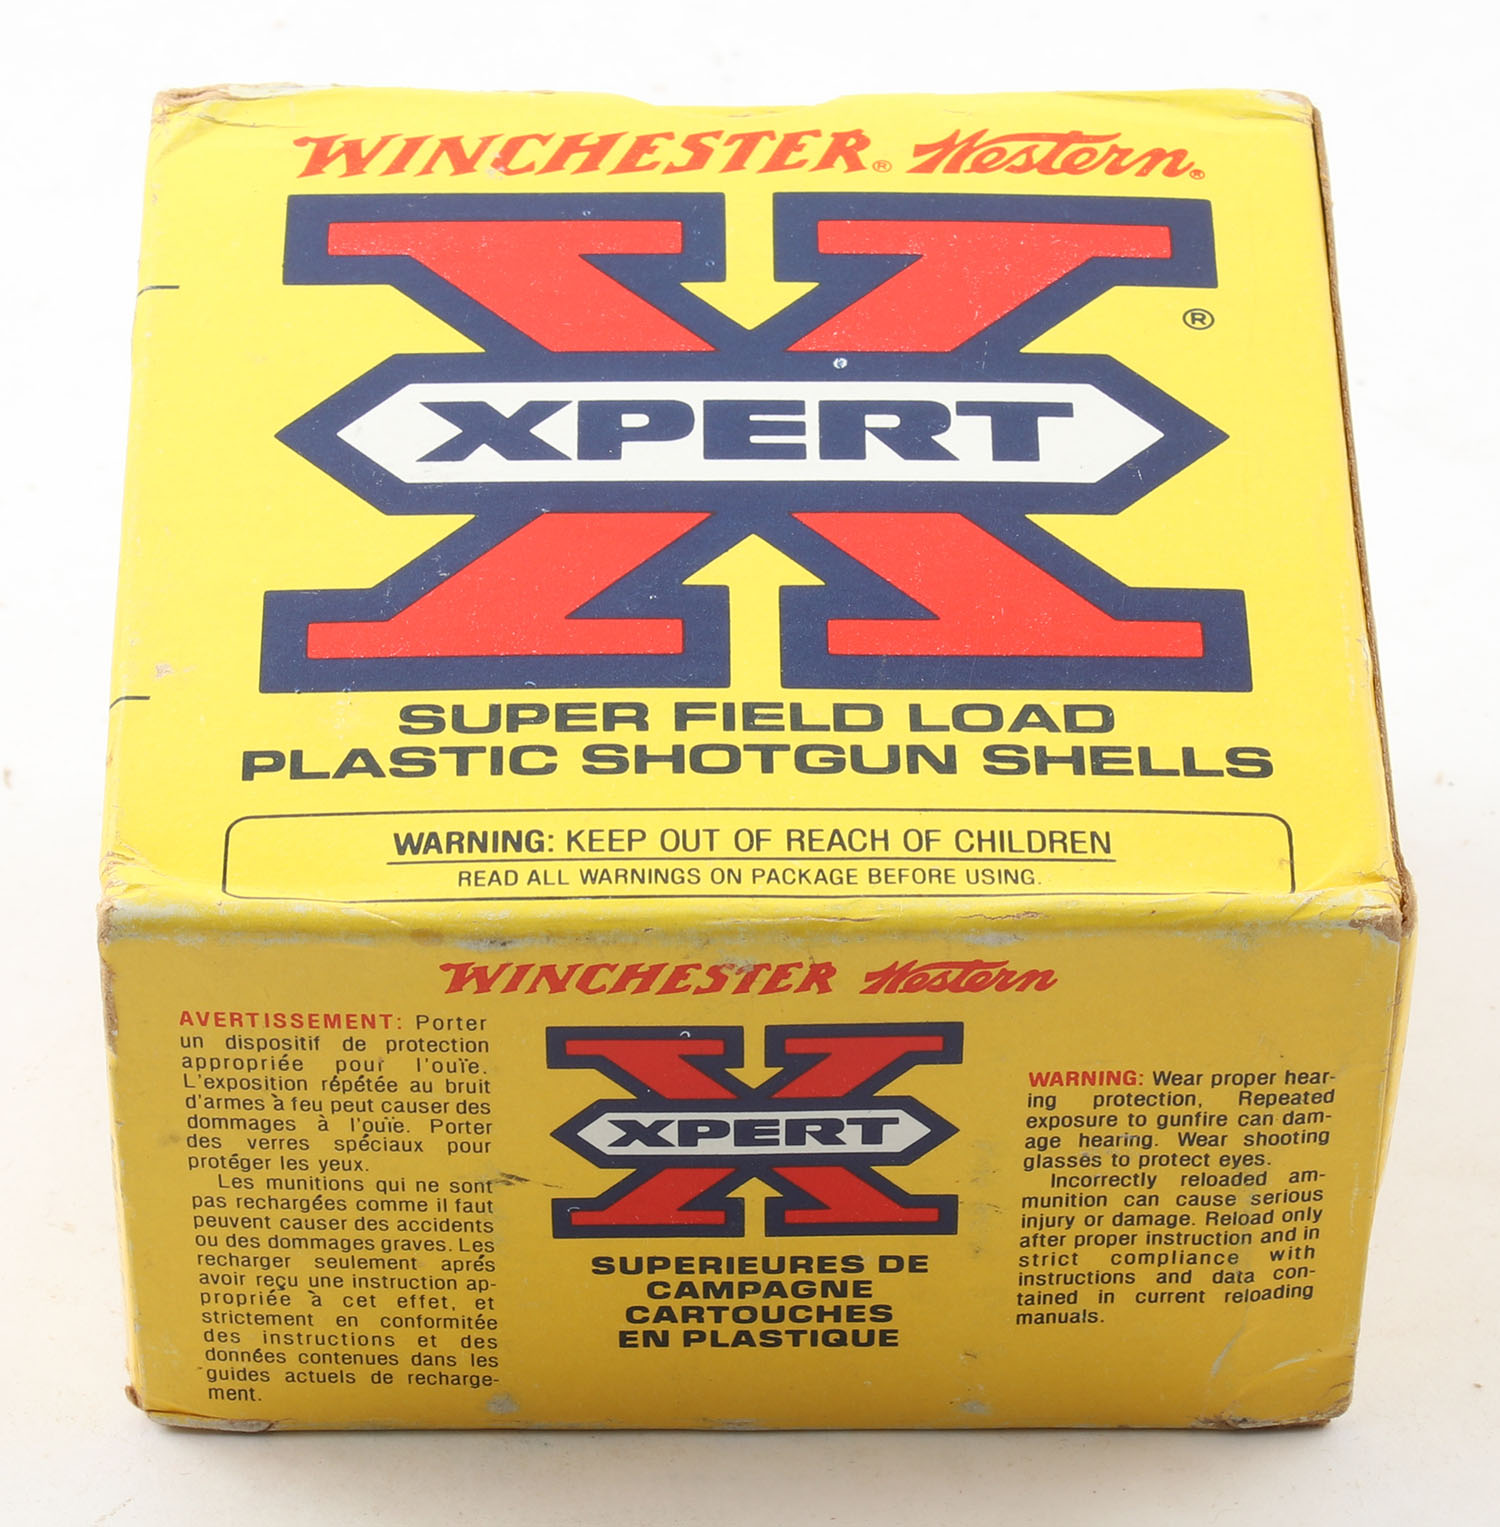 WINCHESTER® Western®
XPERT
®
SUPER FIELD LOAD
PLASTIC SHOTGUN SHELLS
WARNING: KEEP OUT OF REACH OF CHILDREN
READ ALL WARNINGS ON PACKAGE BEFORE USING.
WINCHESTER Western
AVERTISSEMENT: Porter
un dispositif de protection
appropriée pour l'ouïe.
L'exposition répétée au bruit
d'armes à feu peut causer des
dommages à l'ouïe. Porter
des verres spéciaux pour
protéger les yeux.
Les munitions qui ne sont
pas rechargées comme il faut
peuvent causer des accidents
ou des dommages graves. Les
recharger seulement aprés
avoir reçu une instruction ap-
propriée à cet effet, et
strictement en conformitée
des instructions et des
données contenues dans les
guides actuels de recharge-
ment.
XPERT
SUPERIEURES DE
CAMPAGNE
CARTOUCHES
EN PLASTIQUE
WARNING: Wear proper hear-
ing protection, Repeated
exposure to gunfire can dam-
age hearing. Wear shooting
glasses to protect eyes.
Incorrectly reloaded am-
munition can cause serious
injury or damage. Reload only
after proper instruction and in
strict compliance with
instructions and data con-
tained in current reloading
manuals.